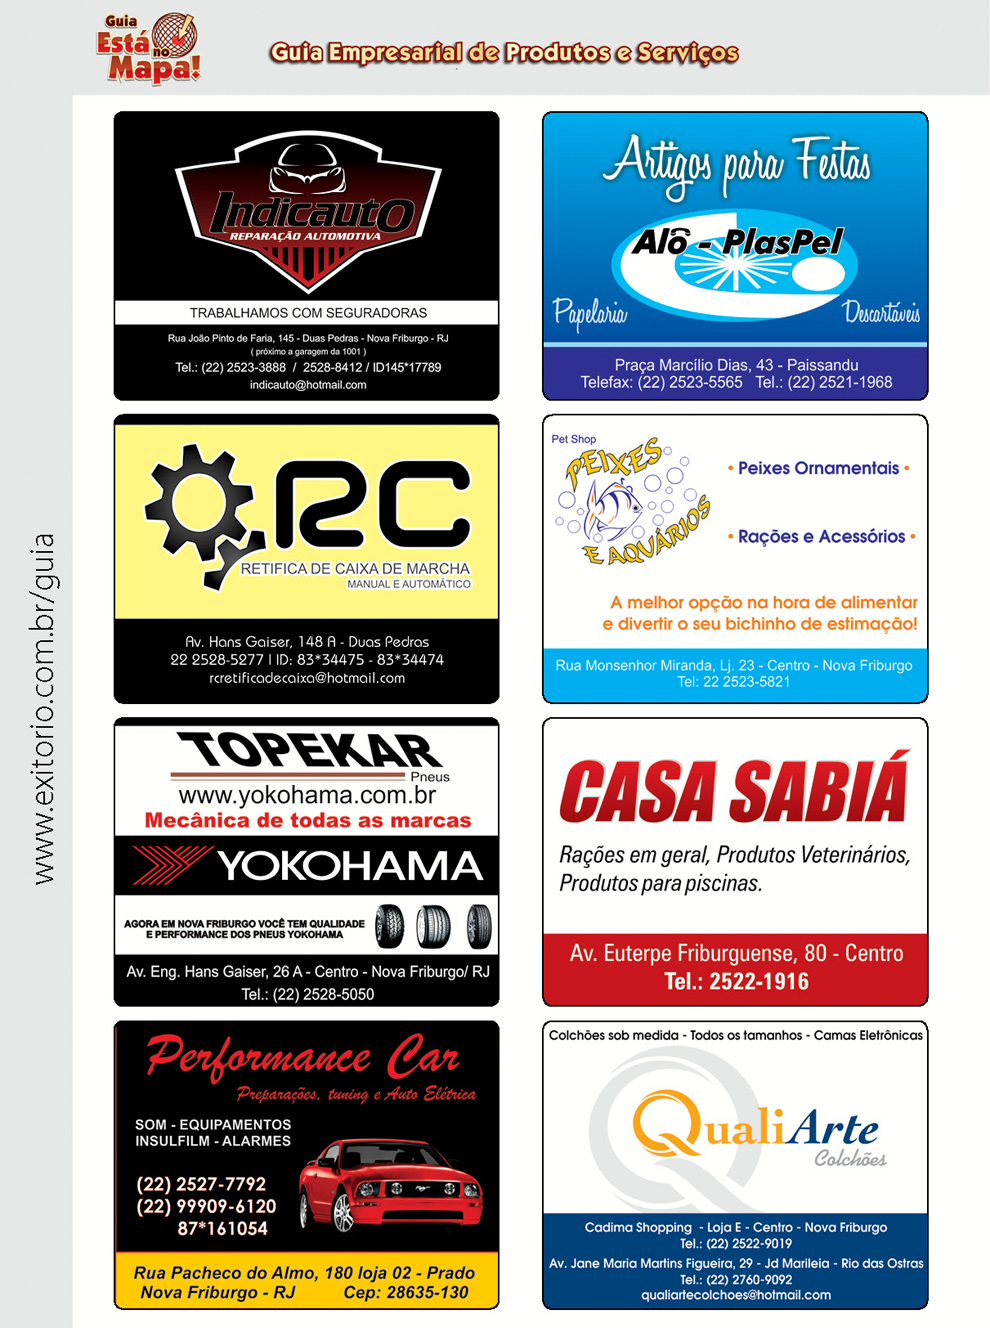 Guia
Está no
Mapa!
Guia Empresarial de Produtos e Serviços
www.exitorio.com.br/guia
Indicauto
REPARAÇÃO AUTOMOTIVA
TRABALHAMOS COM SEGURADORAS
Rua João Pinto de Faria, 145 - Duas Pedras - Nova Friburgo - RJ
( próximo a garagem da 1001 )
Tel.: (22) 2523-3888 / 2528-8412 / ID145*17789
indicauto@hotmail.com
Artigos para Festas
Alô - PlasPel
Papelaria
Descartáveis
Praça Marcílio Dias, 43 - Paissandu
Telefax: (22) 2523-5565 Tel.: (22) 2521-1968
RC
RETIFICA DE CAIXA DE MARCHA
MANUAL E AUTOMÁTICO
Av. Hans Gaiser, 148 A - Duas Pedras
22 2528-5277 | ID: 83*34475 - 83*34474
rcretificadecaixa@hotmail.com
Pet Shop
PEIXES
E AQUÁRIOS
• Peixes Ornamentais •
• Rações e Acessórios •
A melhor opção na hora de alimentar
e divertir o seu bichinho de estimação!
Rua Monsenhor Miranda, Lj. 23 - Centro - Nova Friburgo
Tel: 22 2523-5821
TOPEKAR
Pneus
www.yokohama.com.br
Mecânica de todas as marcas
YOKOHAMA
AGORA EM NOVA FRIBURGO VOCÊ TEM QUALIDADE
E PERFORMANCE DOS PNEUS YOKOHAMA
Av. Eng. Hans Gaiser, 26 A - Centro - Nova Friburgo/ RJ
Tel.: (22) 2528-5050
CASA SABIÁ
Rações em geral, Produtos Veterinários,
Produtos para piscinas.
Av. Euterpe Friburguense, 80 - Centro
Tel.: 2522-1916
Performance Car
Preparações, tuning e Auto Elétrica
SOM - EQUIPAMENTOS
INSULFILM - ALARMES
(22) 2527-7792
(22) 99909-6120
87*161054
Rua Pacheco do Almo, 180 loja 02 - Prado
Nova Friburgo - RJ Cep: 28635-130
Colchões sob medida - Todos os tamanhos - Camas Eletrônicas
QualiArte
Colchões
Cadima Shopping - Loja E - Centro - Nova Friburgo
Tel.: (22) 2522-9019
Av. Jane Maria Martins Figueira, 29 - Jd Marileia - Rio das Ostras
Tel.: (22) 2760-9092
qualiartecolchoes@hotmail.com